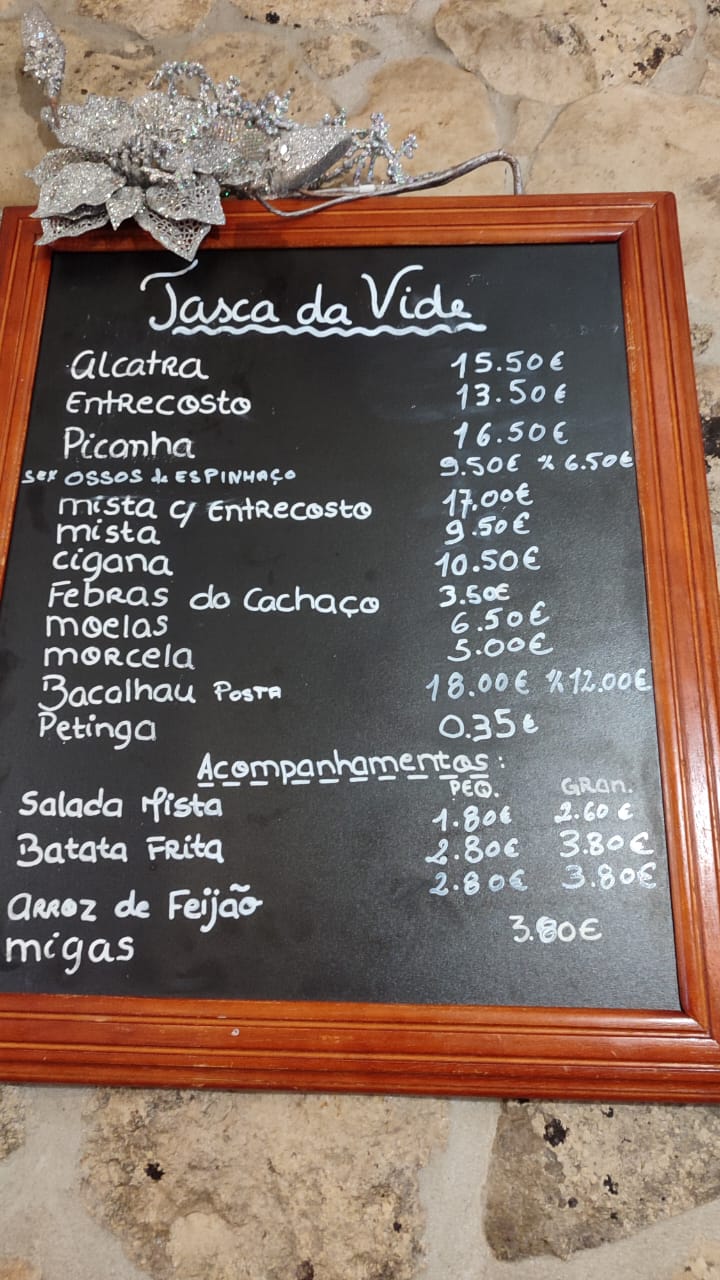 Tasca da Vide
Alcatra 15.50€
Entrecosto 13.50€
Picanha 16.50€
SEX OSSOS de ESPINHAÇO 9.50€ ½ 6.50€
mista c/ Entrecosto 17.00€
mista 9.50€
cigana 10.50€
Febras do Cachaço 3.50€
moelas 6.50€
morcela 5.00€
Bacalhau POSTA 18.00€ ½ 12.00€
Petinga 0.35€
Acompanhamentos:
PEQ. GRAN.
Salada Mista 1.80€ 2.60€
Batata Frita 2.80€ 3.80€
Arroz de Feijão 2.80€ 3.80€
migas 3.80€